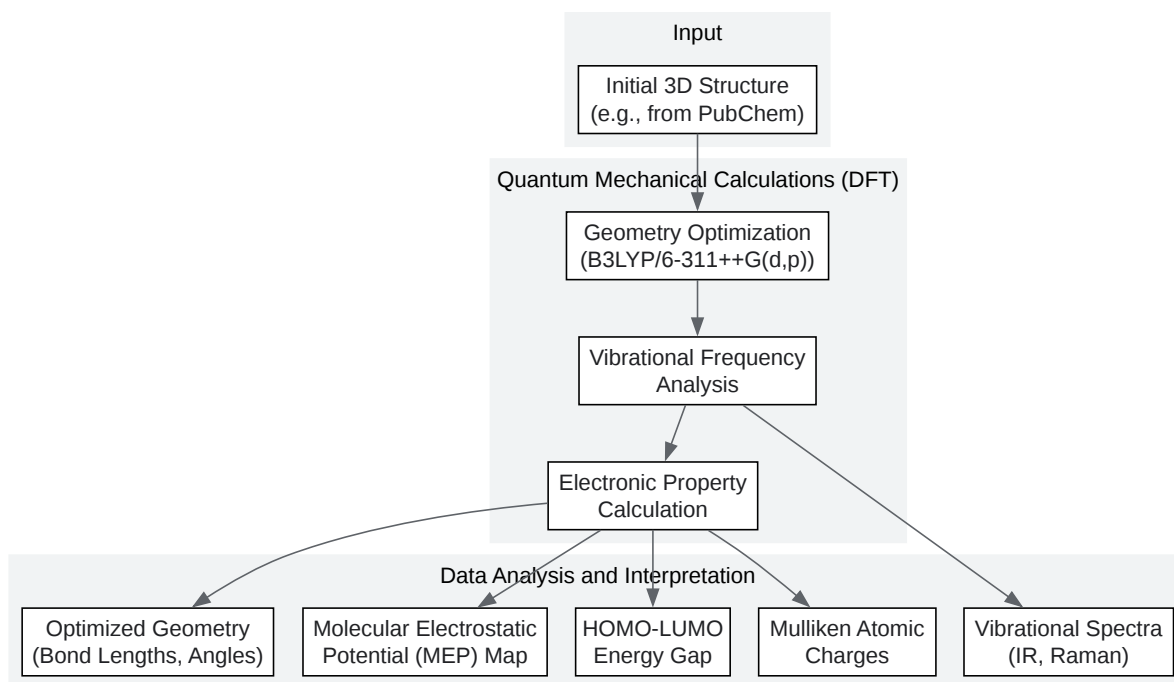 Input
Initial 3D Structure
(e.g., from PubChem)
Quantum Mechanical Calculations (DFT)
Geometry Optimization
(B3LYP/6-311++G(d,p))
Vibrational Frequency
Analysis
Electronic Property
Calculation
Data Analysis and Interpretation
Optimized Geometry
(Bond Lengths, Angles)
Molecular Electrostatic
Potential (MEP) Map
HOMO-LUMO
Energy Gap
Mulliken Atomic
Charges
Vibrational Spectra
(IR, Raman)